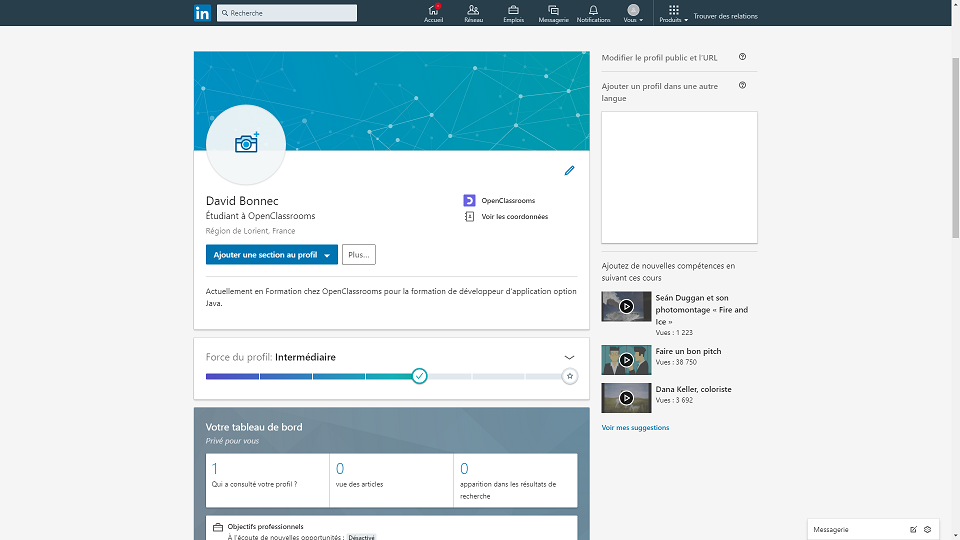 in
Recherche
Accueil
Réseau
Emplois
Messagerie
Notifications
Vous
Produits
Trouver des relations
David Bonnec
Étudiant à OpenClassrooms
Région de Lorient, France
OpenClassrooms
Voir les coordonnées
Ajouter une section au profil
Plus...
Actuellement en Formation chez OpenClassrooms pour la formation de développeur d'application option
Java.
Force du profil: Intermédiaire
Votre tableau de bord
Privé pour vous
1
Qui a consulté votre profil ?
0
vue des articles
0
apparition dans les résultats de
recherche
Objectifs professionnels
À l'écoute de nouvelles opportunités : Désactivé
Modifier le profil public et l'URL
Ajouter un profil dans une autre
langue
Ajoutez de nouvelles compétences en
suivant ces cours
Seán Duggan et son
photomontage « Fire and
Ice »
Vues : 1 223
Faire un bon pitch
Vues : 38 750
Dana Keller, coloriste
Vues : 3 692
Voir mes suggestions
Messagerie